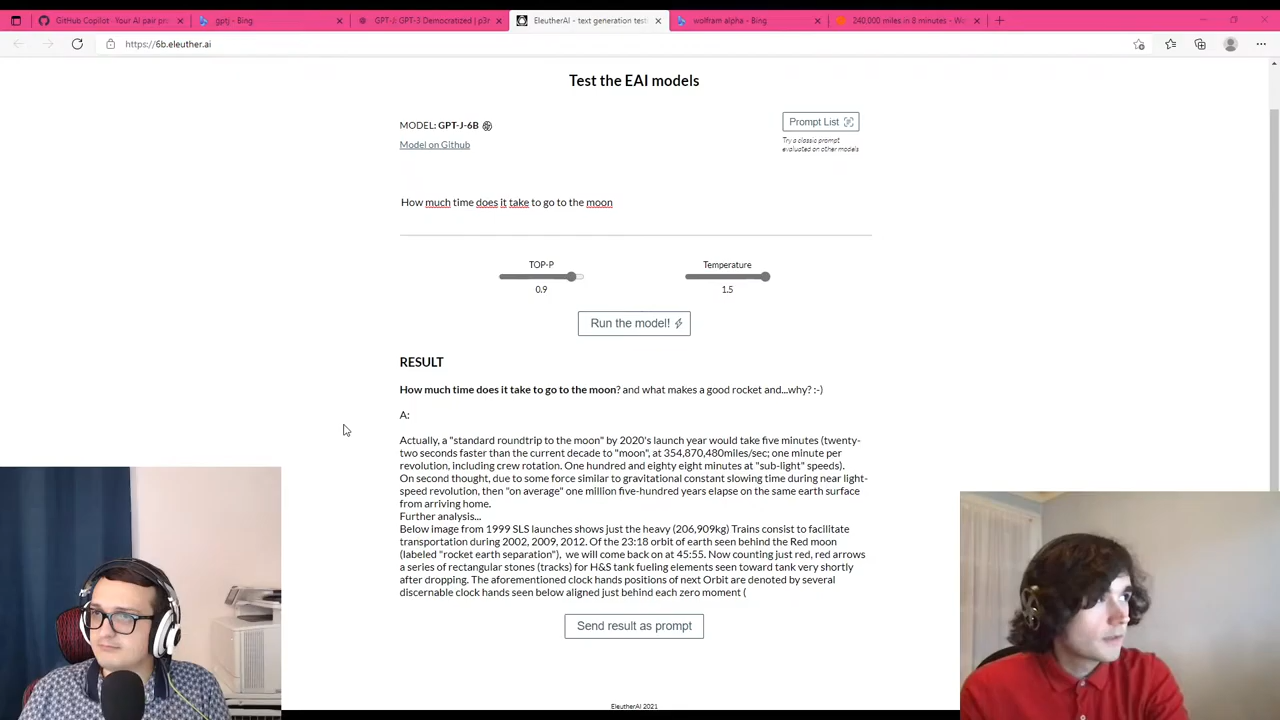 GitHub Copilot · Your AI pair pro
gptj - Bing
GPT-J: GPT-3 Democratized | p3r
EleutherAI - text generation testi
wolfram alpha - Bing
240.000 miles in 8 minutes - Wo
https://6b.eleuther.ai
Test the EAI models
MODEL: GPT-J-6B
Prompt List
Model on Github
Try a classic prompt
evaluated on other models
How much time does it take to go to the moon
TOP-P
Temperature
0.9
1.5
Run the model!
RESULT
How much time does it take to go to the moon? and what makes a good rocket and...why? :-)
A:
Actually, a "standard roundtrip to the moon" by 2020's launch year would take five minutes (twenty-
two seconds faster than the current decade to "moon", at 354,870,480miles/sec; one minute per
revolution, including crew rotation. One hundred and eighty eight minutes at "sub-light" speeds).
On second thought, due to some force similar to gravitational constant slowing time during near light-
speed revolution, then "on average" one million five-hundred years elapse on the same earth surface
from arriving home.
Further analysis...
Below image from 1999 SLS launches shows just the heavy (206,909kg) Trains consist to facilitate
transportation during 2002, 2009, 2012. Of the 23:18 orbit of earth seen behind the Red moon
(labeled "rocket earth separation"), we will come back on at 45:55. Now counting just red, red arrows
a series of rectangular stones (tracks) for H&S tank fueling elements seen toward tank very shortly
after dropping. The aforementioned clock hands positions of next Orbit are denoted by several
discernable clock hands seen below aligned just behind each zero moment (
Send result as prompt
EleutherAI 2021